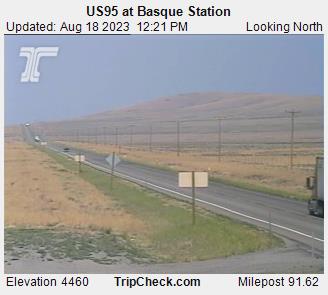 US95 at Basque Station
Updated: Aug 18 2023 12:21 PM Looking North
Elevation 4460 TripCheck.com Milepost 91.62